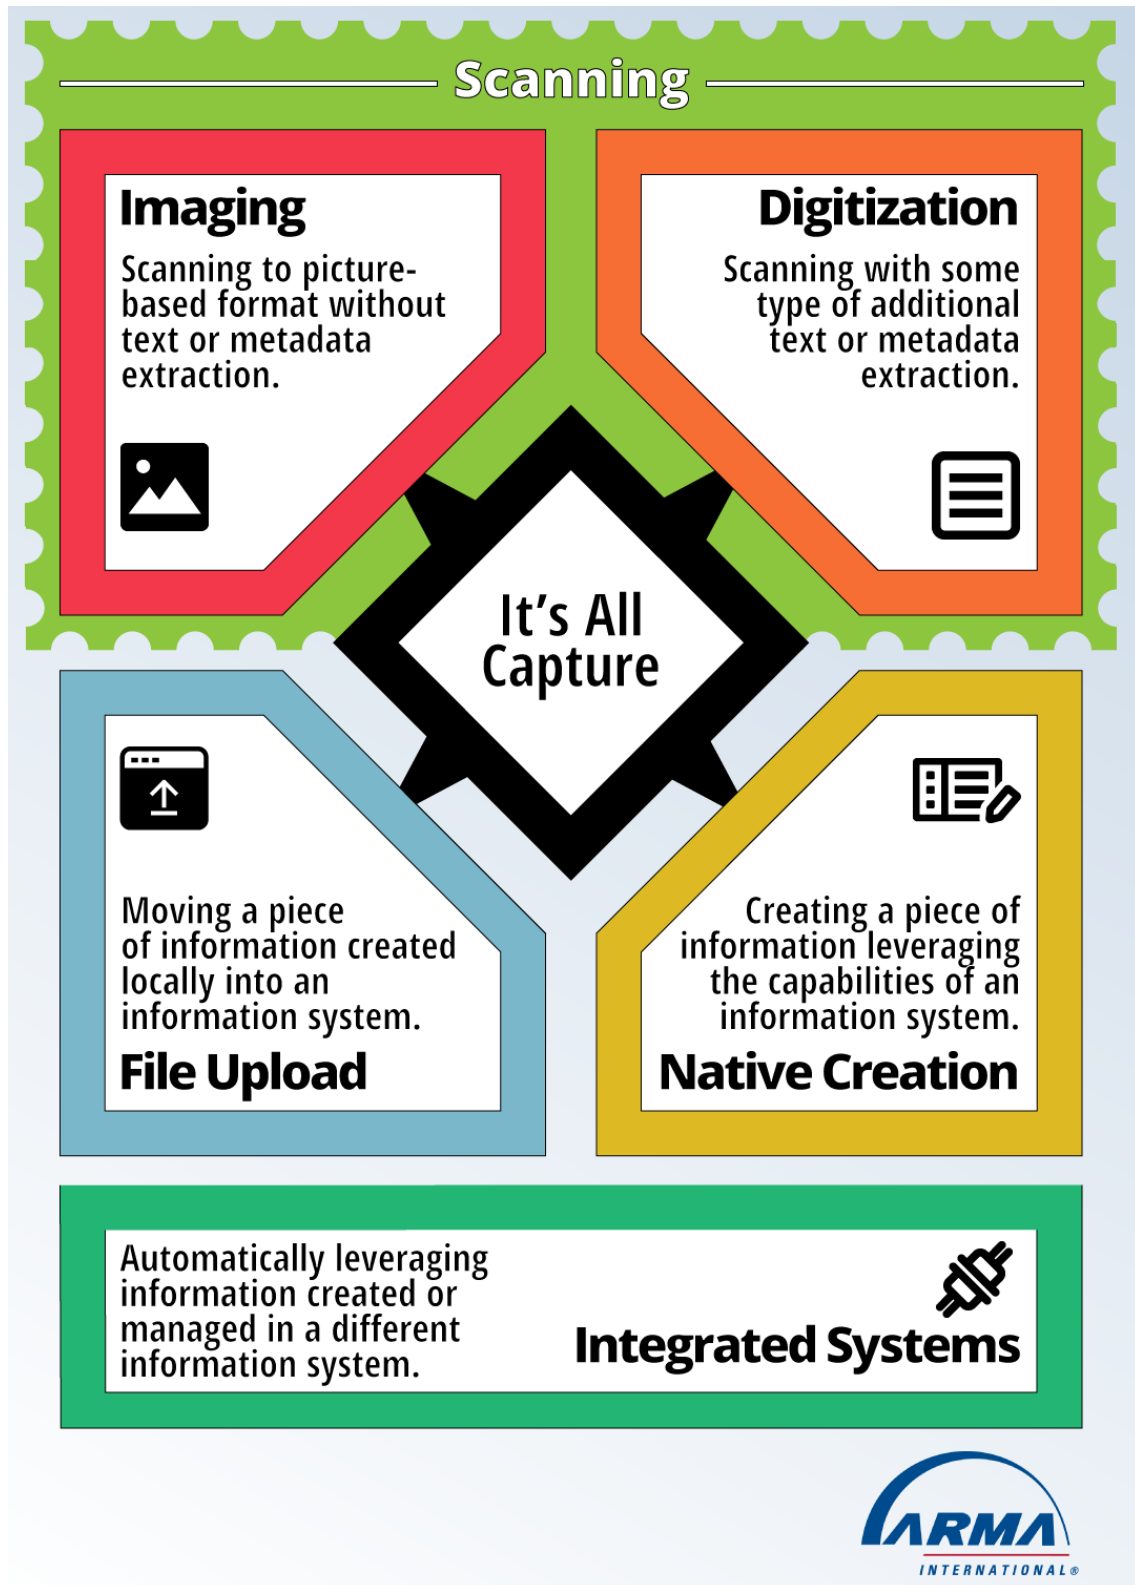 Scanning
Imaging
Scanning to picture-
based format without
text or metadata
extraction.
Digitization
Scanning with some
type of additional
text or metadata
extraction.
It’s All
Capture
Moving a piece
of information created
locally into an
information system.
File Upload
Creating a piece of
information leveraging
the capabilities of an
information system.
Native Creation
Automatically leveraging
information created or
managed in a different
information system.
Integrated Systems
ARMA
INTERNATIONAL®